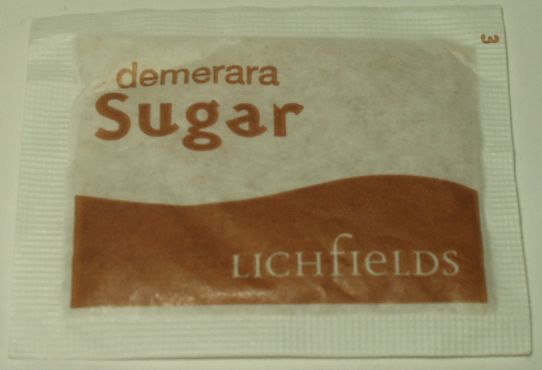 3
demerara
Sugar
LICHfIeLDS